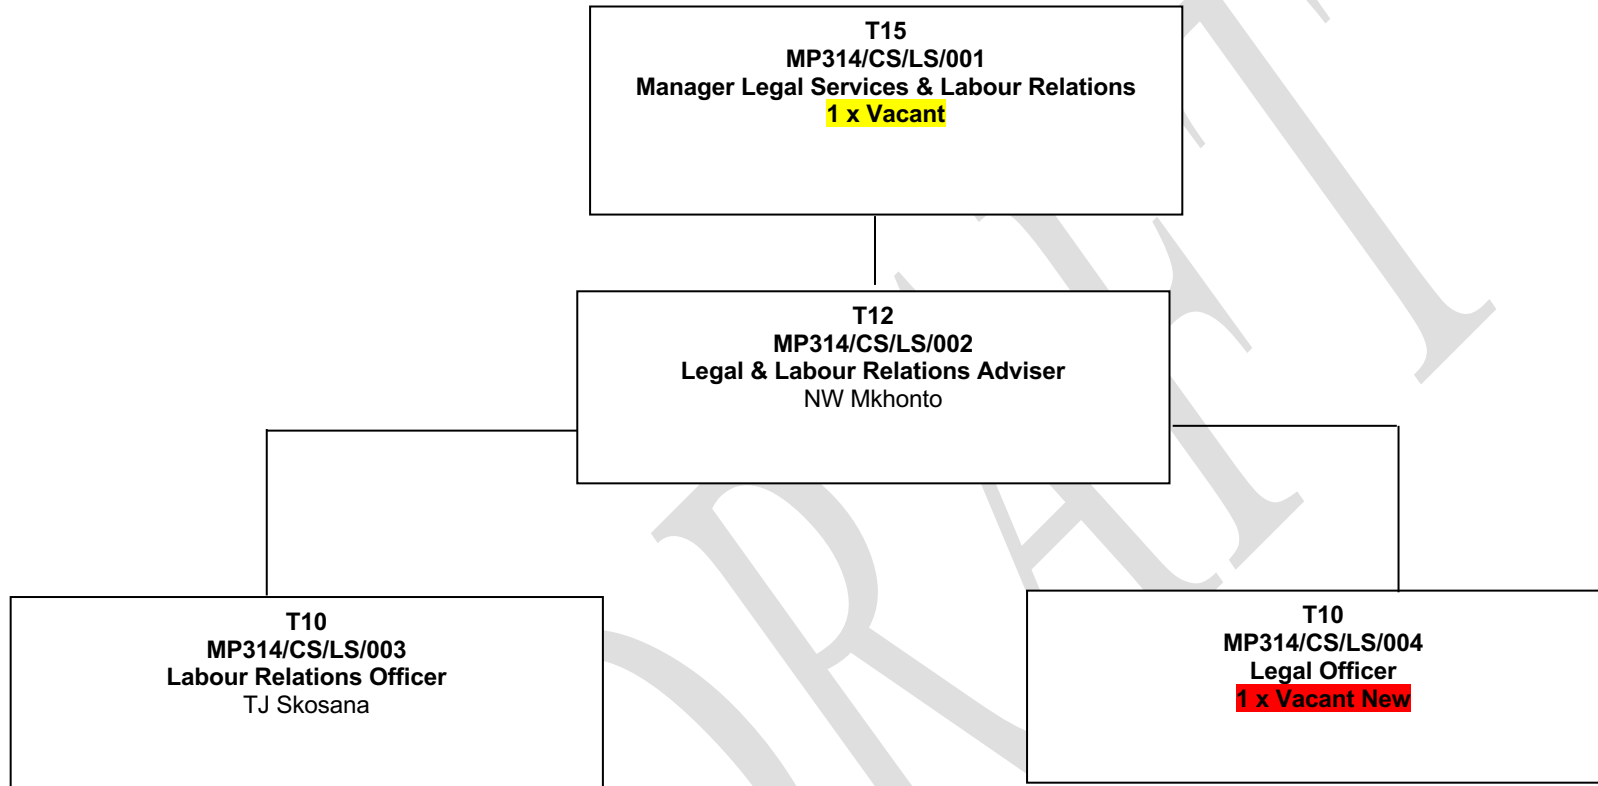 T15
MP314/CS/LS/001
Manager Legal Services & Labour Relations
1 x Vacant
T12
MP314/CS/LS/002
Legal & Labour Relations Adviser
NW Mkhonto
T10
MP314/CS/LS/003
Labour Relations Officer
TJ Skosana
T10
MP314/CS/LS/004
Legal Officer
1 x Vacant New
DRAFT